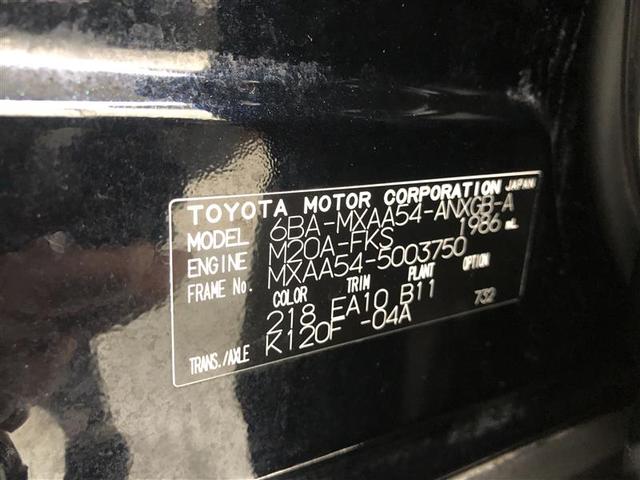 TOYOTA MOTOR CORPORATION JAPAN
MODEL 6BA-MXAA54-ANXGB-A
ENGINE M20A-FKS 1986 mL
FRAME No. MXAA54-5003750
COLOR TRIM PLANT OPTION
218 EA10 B11 732
TRANS./AXLE K120F -04A